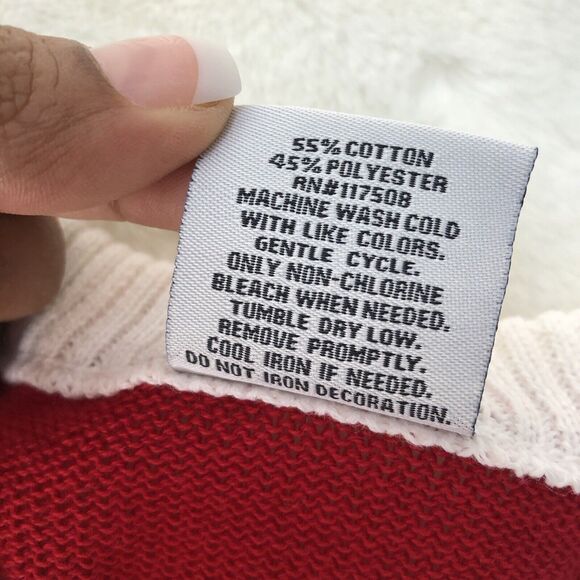 55% COTTON
45% POLYESTER
RN#117508
MACHINE WASH COLD
WITH LIKE COLORS.
GENTLE CYCLE.
ONLY NON-CHLORINE
BLEACH WHEN NEEDED.
TUMBLE DRY LOW.
REMOVE PROMPTLY.
COOL IRON IF NEEDED.
DO NOT IRON DECORATION.